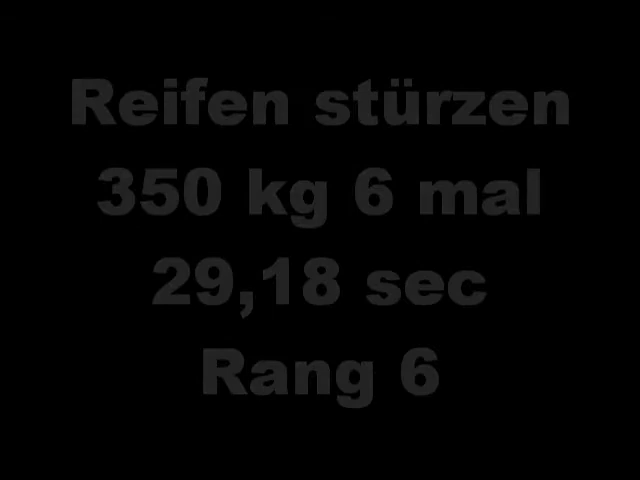 Reifen stürzen
350 kg 6 mal
29,18 sec
Rang 6